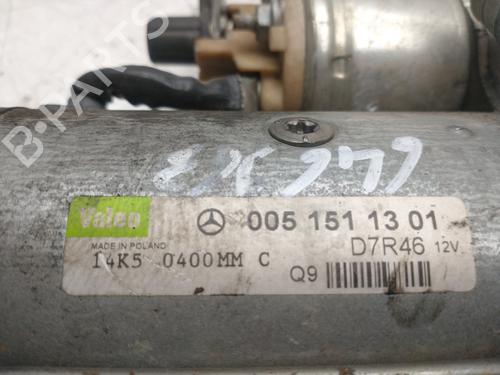 B-PARTS
Valeo 005 151 13 01
MADE IN POLAND D7R46 12V
14K5 0400MM C Q9